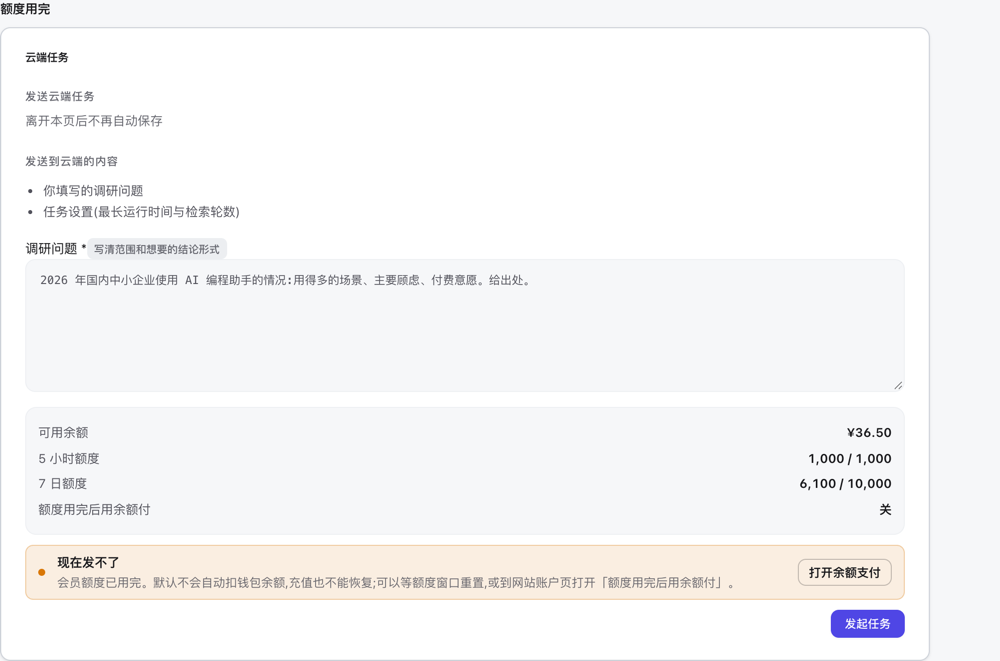 额度用完
云端任务
发送云端任务
离开本页后不再自动保存
发送到云端的内容
• 你填写的调研问题
• 任务设置(最长运行时间与检索轮数)
调研问题 * 写清范围和想要的结论形式
2026 年国内中小企业使用 AI 编程助手的情况:用得多的场景、主要顾虑、付费意愿。给出处。
可用余额 ¥36.50
5 小时额度 1,000 / 1,000
7 日额度 6,100 / 10,000
额度用完后用余额付 关
现在发不了
会员额度已用完。默认不会自动扣钱包余额,充值也不能恢复;可以等额度窗口重置,或到网站账户页打开「额度用完后用余额付」。
打开余额支付
发起任务